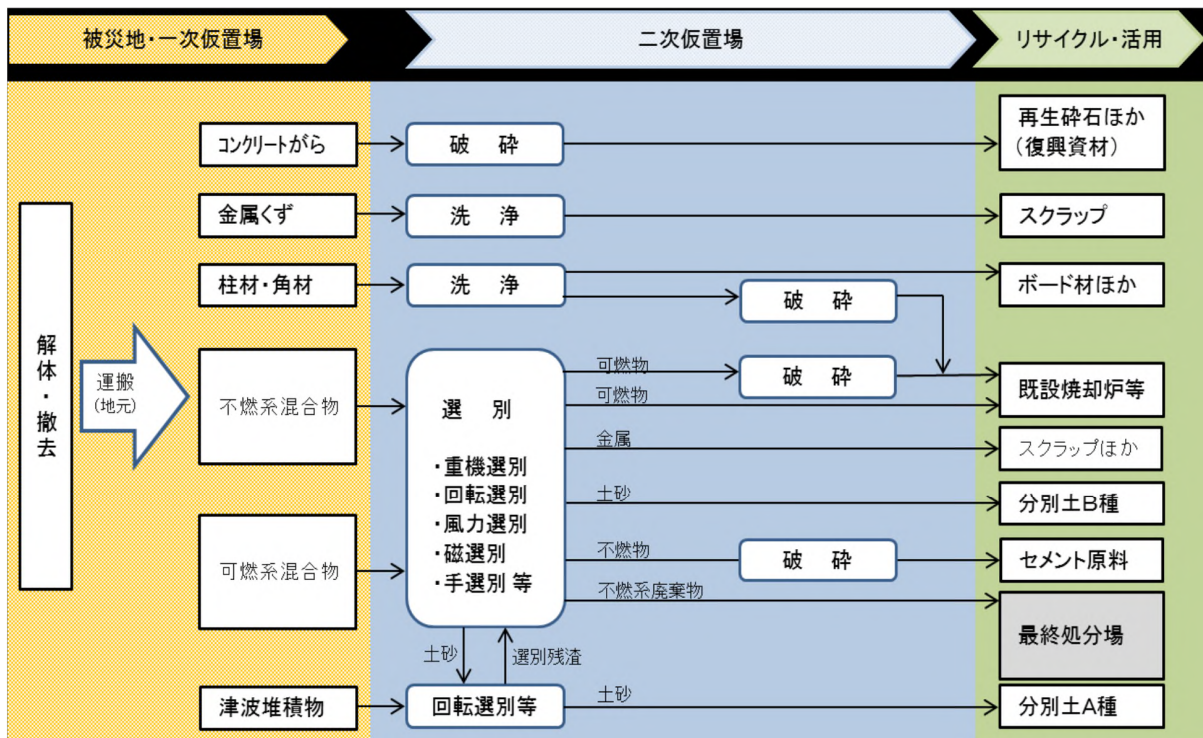 被災地・一次仮置場
二次仮置場
リサイクル・活用
解体・撤去
運搬
(地元)
コンクリートがら
破　砕
再生砕石ほか
(復興資材)
金属くず
洗　浄
スクラップ
柱材・角材
洗　浄
ボード材ほか
破　砕
不燃系混合物
可燃系混合物
選　別
・重機選別
・回転選別
・風力選別
・磁選別
・手選別 等
可燃物
破　砕
可燃物
既設焼却炉等
金属
スクラップほか
土砂
分別土B種
不燃物
破　砕
セメント原料
不燃系廃棄物
最終処分場
土砂
選別残渣
津波堆積物
回転選別等
土砂
分別土A種